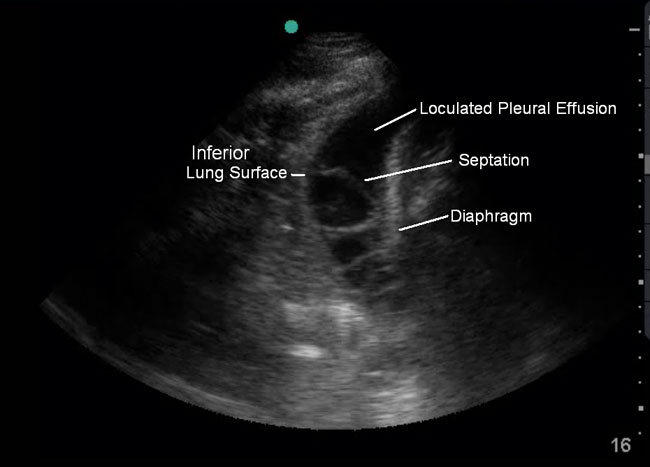 Loculated Pleural Effusion
Inferior
Lung Surface
Septation
Diaphragm
16